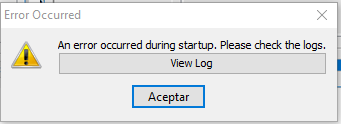 Error Occurred
An error occurred during startup. Please check the logs.
View Log
Aceptar